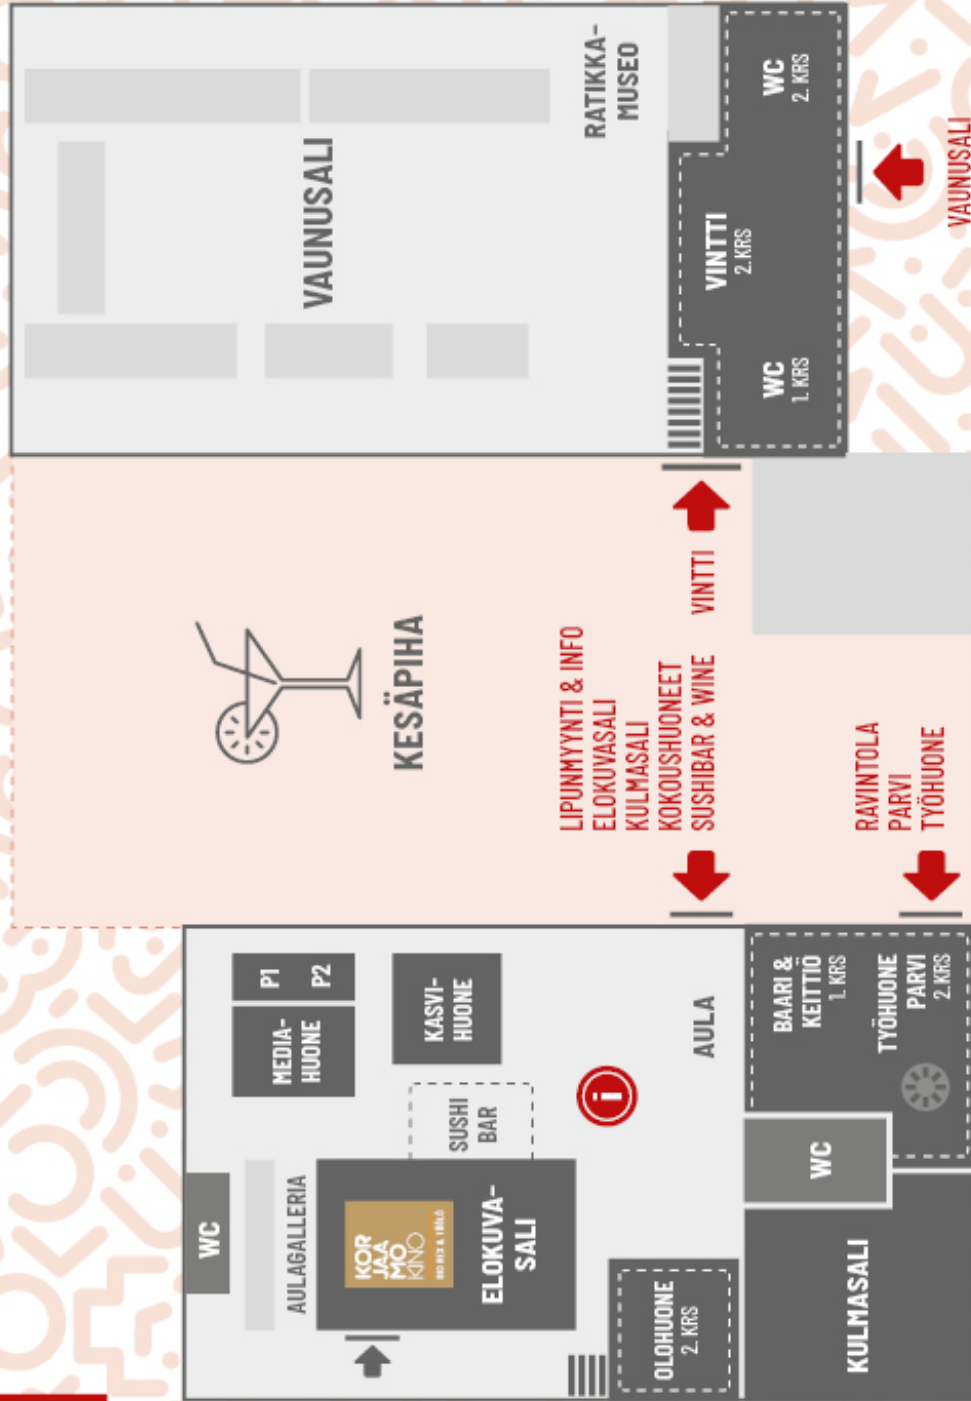 WC
AULAGALLERIA
MEDIA-
HUONE
P1
P2
KOR
JAA
MO
KINO
ELOKUVA-
SALI
SUSHI
BAR
KASVI-
HUONE
OLOHUONE
2. KRS
i
AULA
KULMASALI
WC
BAARI &
KEITTIÖ
1. KRS
TYÖHUONE
PARVI
2. KRS
KESÄPIHA
LIPUNMYYNTI & INFO
ELOKUVASALI
KULMASALI
KOKOUSHUONEET
SUSHIBAR & WINE
VINTTI
RAVINTOLA
PARVI
TYÖHUONE
VAUNUSALI
RATIKKA-
MUSEO
WC
1. KRS
VINTTI
2.KRS
WC
2. KRS
VAUNUSALI